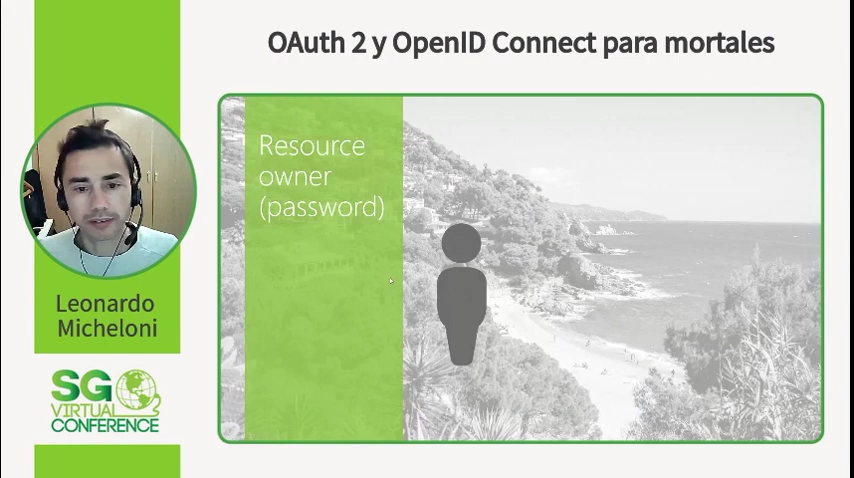 OAuth 2 y OpenID Connect para mortales
Resource
owner
(password)
Leonardo
Micheloni
SG
VIRTUAL
CONFERENCE